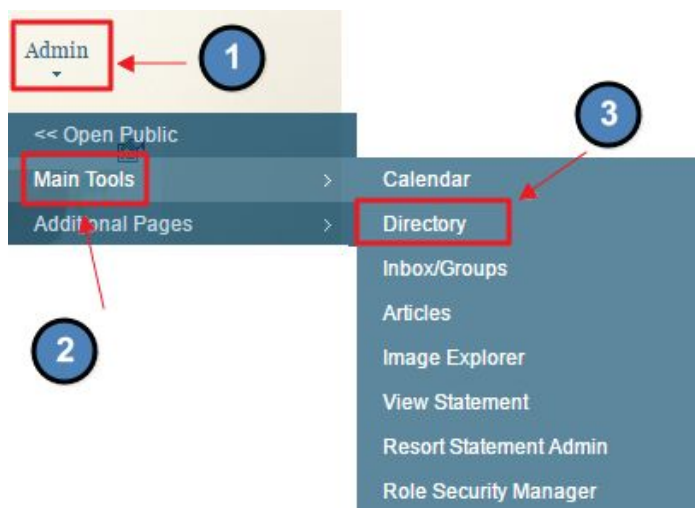 Admin
1
<< Open Public
3
Main Tools
Additional Pages
2
Calendar
Directory
Inbox/Groups
Articles
Image Explorer
View Statement
Resort Statement Admin
Role Security Manager